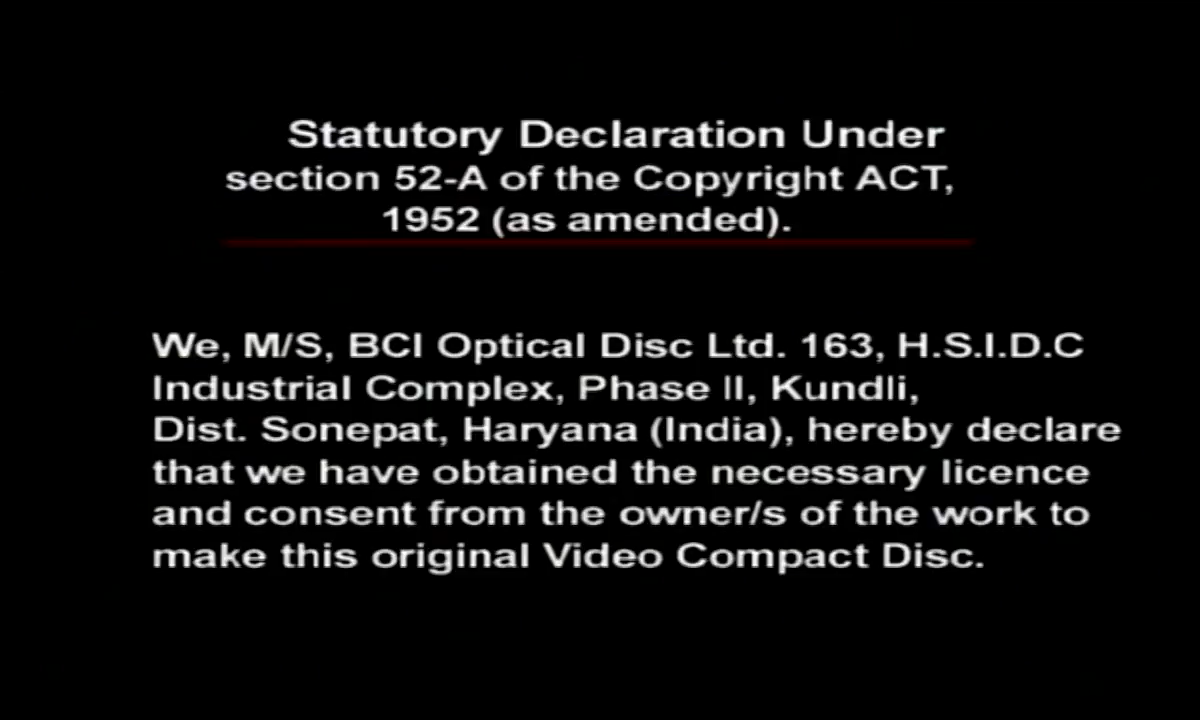 Statutory Declaration Under
section 52-A of the Copyright ACT,
1952 (as amended).
We, M/S, BCI Optical Disc Ltd. 163, H.S.I.D.C
Industrial Complex, Phase II, Kundli,
Dist. Sonepat, Haryana (India), hereby declare
that we have obtained the necessary licence
and consent from the owner/s of the work to
make this original Video Compact Disc.